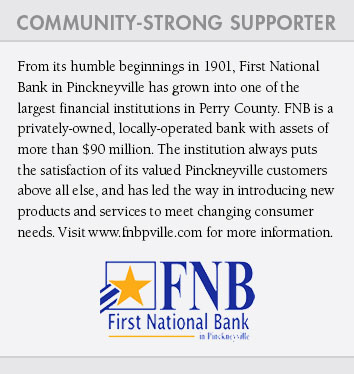 COMMUNITY-STRONG SUPPORTER
From its humble beginnings in 1901, First National
Bank in Pinckneyville has grown into one of the
largest financial institutions in Perry County. FNB is a
privately-owned, locally-operated bank with assets of
more than $90 million. The institution always puts
the satisfaction of its valued Pinckneyville customers
above all else, and has led the way in introducing new
products and services to meet changing consumer
needs. Visit www.fnbpville.com for more information.
FNB
First National Bank
in Pinckneyville